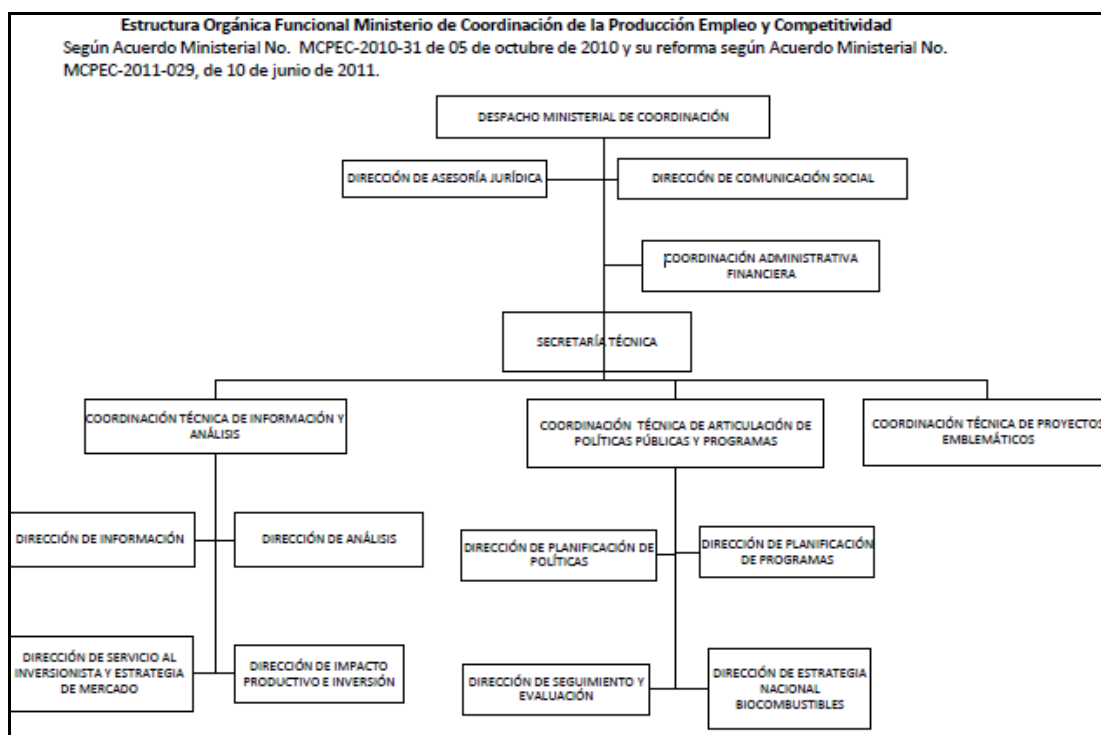 Estructura Orgánica Funcional Ministerio de Coordinación de la Producción Empleo y Competitividad
Según Acuerdo Ministerial No. MCPEC-2010-31 de 05 de octubre de 2010 y su reforma según Acuerdo Ministerial No.
MCPEC-2011-029, de 10 de junio de 2011.
DESPACHO MINISTERIAL DE COORDINACIÓN
DIRECCIÓN DE ASESORÍA JURÍDICA
DIRECCIÓN DE COMUNICACIÓN SOCIAL
COORDINACIÓN ADMINISTRATIVA
FINANCIERA
SECRETARÍA TÉCNICA
COORDINACIÓN TÉCNICA DE INFORMACIÓN Y
ANÁLISIS
COORDINACIÓN TÉCNICA DE ARTICULACIÓN DE
POLÍTICAS PÚBLICAS Y PROGRAMAS
COORDINACIÓN TÉCNICA DE PROYECTOS
EMBLEMÁTICOS
DIRECCIÓN DE INFORMACIÓN
DIRECCIÓN DE ANÁLISIS
DIRECCIÓN DE PLANIFICACIÓN DE
POLÍTICAS
DIRECCIÓN DE PLANIFICACIÓN
DE PROGRAMAS
DIRECCIÓN DE SERVICIO AL
INVERSIONISTA Y ESTRATEGIA
DE MERCADO
DIRECCIÓN DE IMPACTO
PRODUCTIVO E INVERSIÓN
DIRECCIÓN DE SEGUIMIENTO Y
EVALUACIÓN
DIRECCIÓN DE ESTRATEGIA
NACIONAL
BIOCOMBUSTIBLES